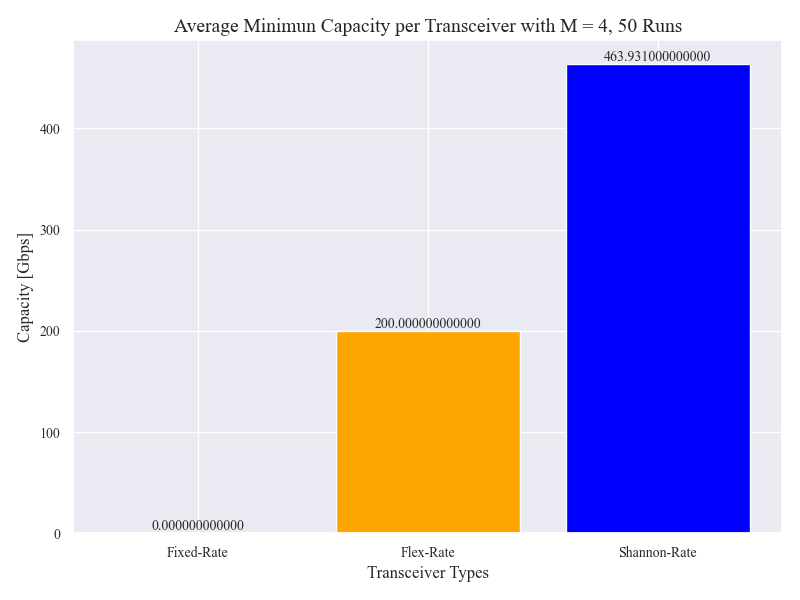 Average Minimun Capacity per Transceiver with M = 4, 50 Runs
463.931000000000
400
300
Capacity [Gbps]
200.000000000000
200
100
0.000000000000
0
Fixed-Rate
Flex-Rate
Shannon-Rate
Transceiver Types